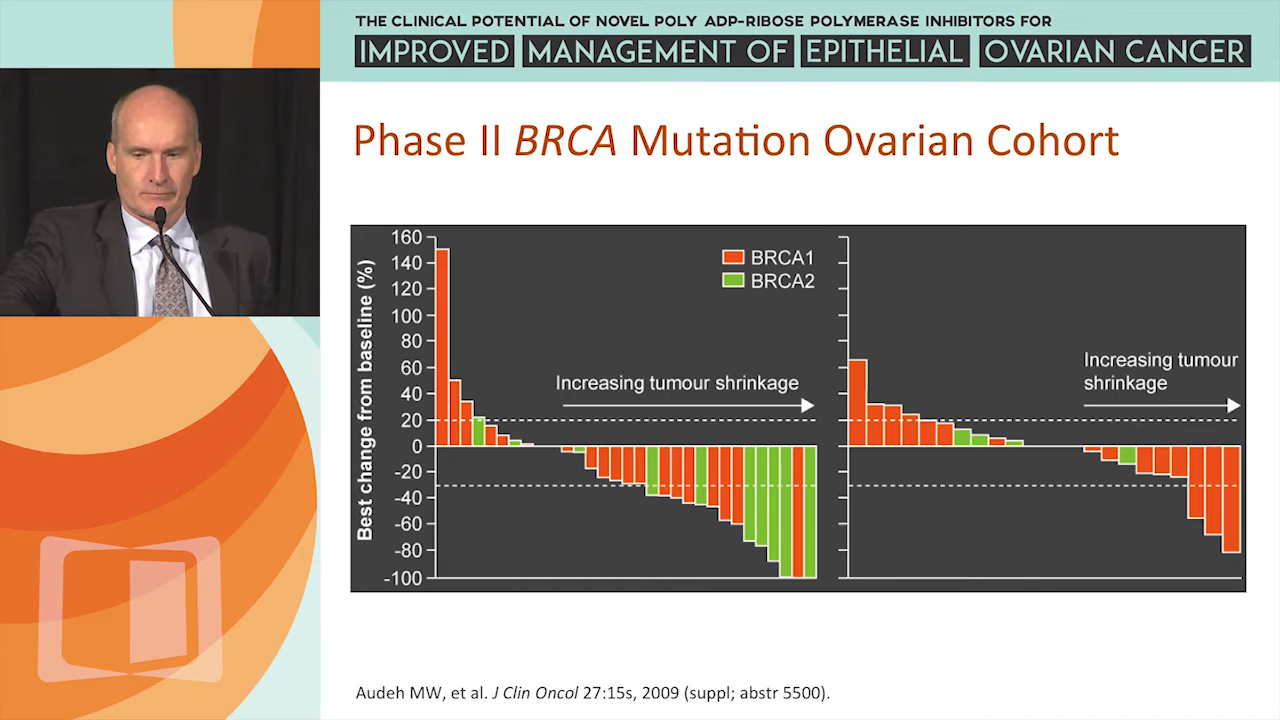 THE CLINICAL POTENTIAL OF NOVEL POLY ADP-RIBOSE POLYMERASE INHIBITORS FOR
IMPROVED MANAGEMENT OF EPITHELIAL OVARIAN CANCER
Phase II BRCA Mutation Ovarian Cohort
Best change from baseline (%)
160
140
120
100
80
60
40
20
0
-20
-40
-60
-80
-100
BRCA1
BRCA2
Increasing tumour shrinkage
Increasing tumour
shrinkage
Audeh MW, et al. J Clin Oncol 27:15s, 2009 (suppl; abstr 5500).